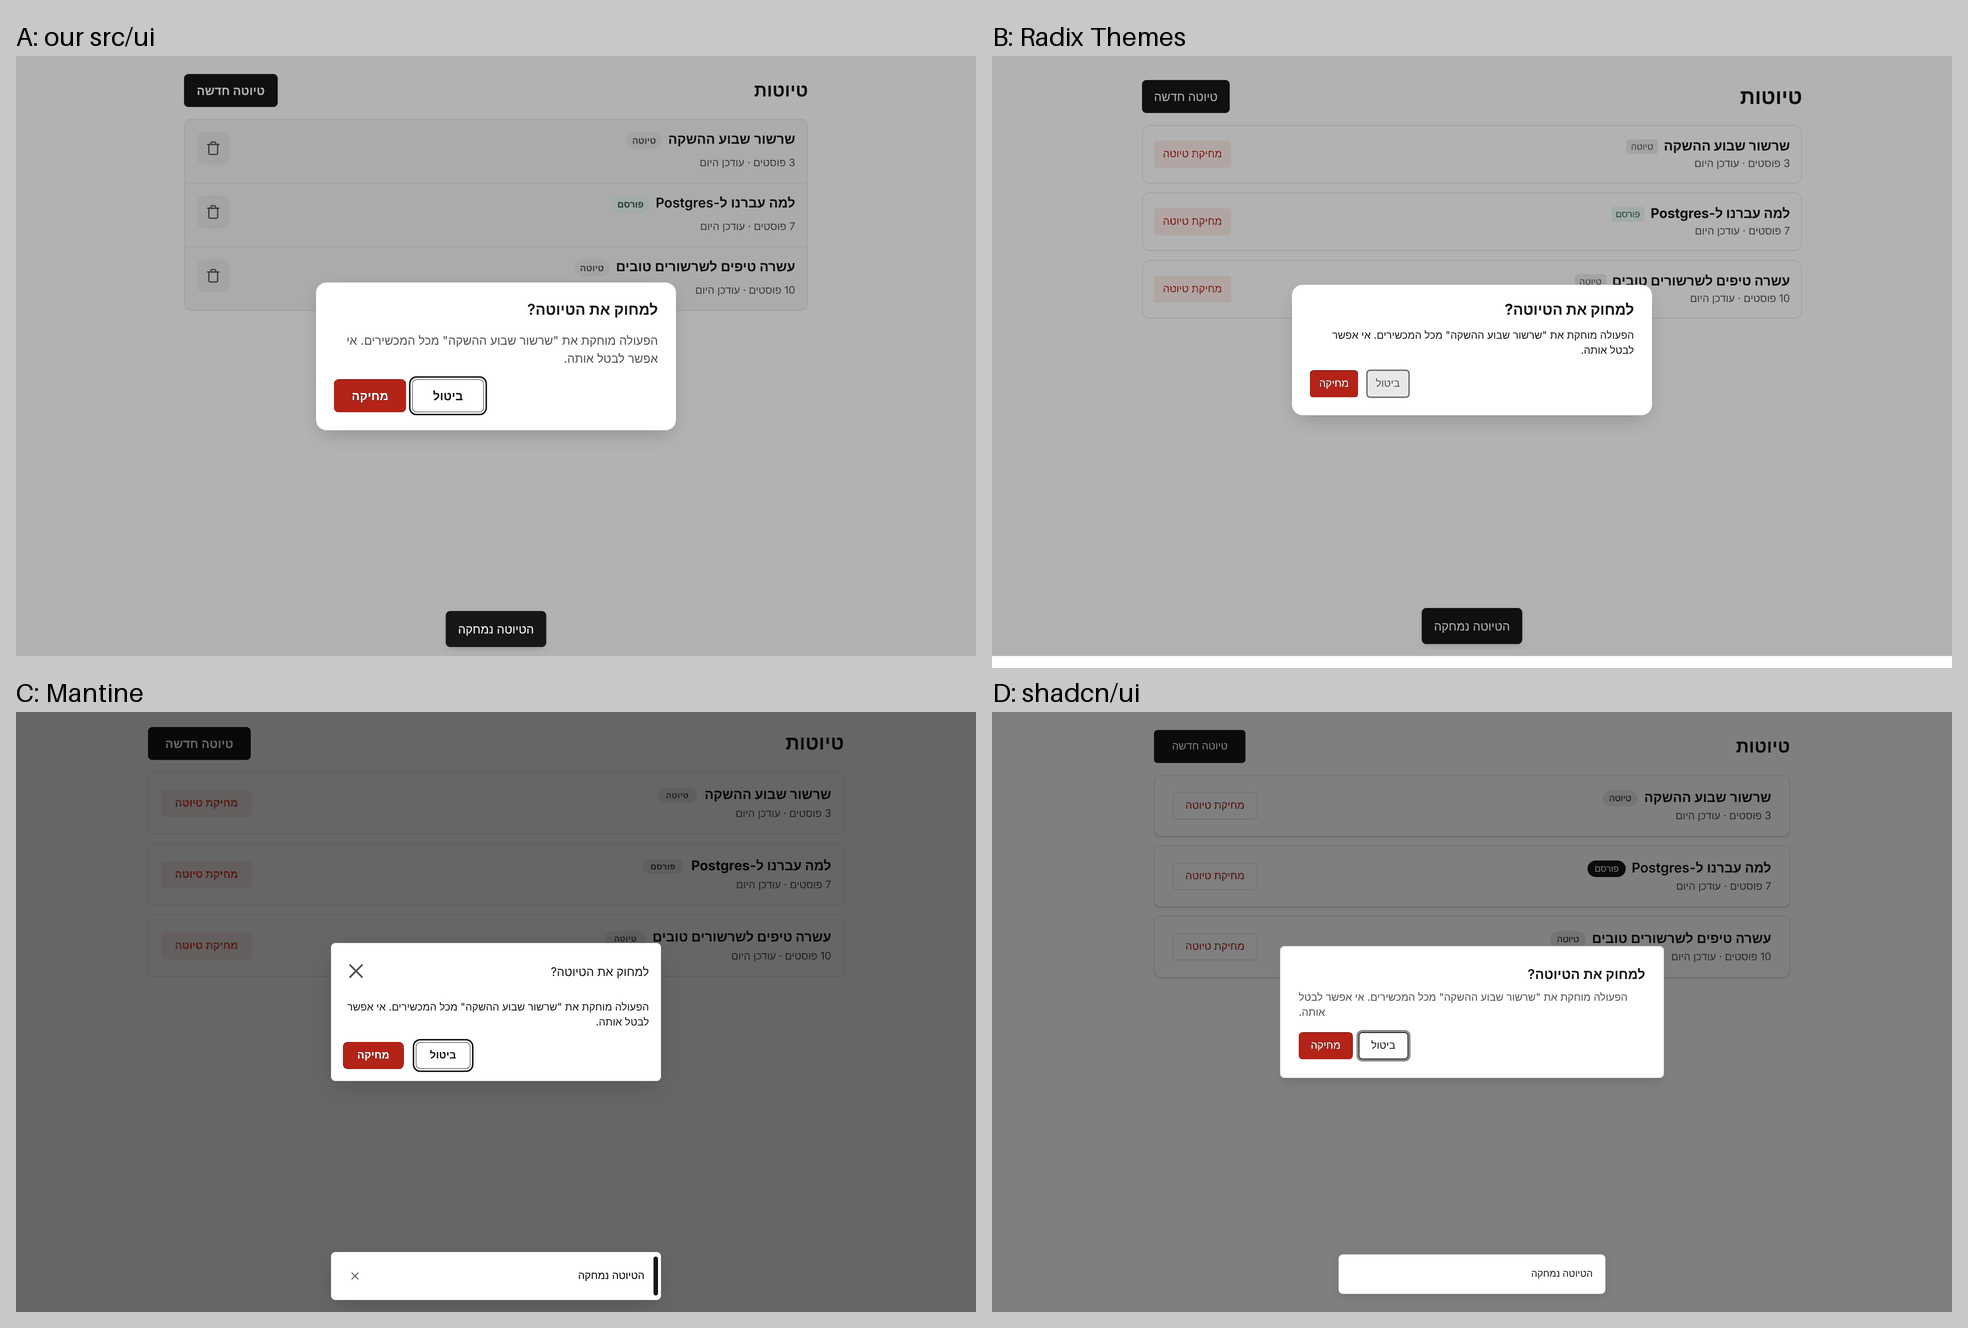 A: our src/ui
טיוטות
טיוטה חדשה
שרשור שבוע ההשקה טיוטה
3 פוסטים · עודכן היום
למה עברנו ל-Postgres פורסם
7 פוסטים · עודכן היום
עשרה טיפים לשרשורים טובים טיוטה
10 פוסטים · עודכן היום
למחוק את הטיוטה?
הפעולה מוחקת את "שרשור שבוע ההשקה" מכל המכשירים. אי
אפשר לבטל אותה.
ביטול
מחיקה
הטיוטה נמחקה
B: Radix Themes
טיוטות
טיוטה חדשה
שרשור שבוע ההשקה טיוטה
3 פוסטים · עודכן היום
מחיקת טיוטה
למה עברנו ל-Postgres פורסם
7 פוסטים · עודכן היום
מחיקת טיוטה
עשרה טיפים לשרשורים טובים טיוטה
10 פוסטים · עודכן היום
מחיקת טיוטה
למחוק את הטיוטה?
הפעולה מוחקת את "שרשור שבוע ההשקה" מכל המכשירים. אי אפשר
לבטל אותה.
ביטול
מחיקה
הטיוטה נמחקה
C: Mantine
טיוטות
טיוטה חדשה
שרשור שבוע ההשקה טיוטה
3 פוסטים · עודכן היום
מחיקת טיוטה
למה עברנו ל-Postgres פורסם
7 פוסטים · עודכן היום
מחיקת טיוטה
עשרה טיפים לשרשורים טובים טיוטה
10 פוסטים · עודכן היום
מחיקת טיוטה
למחוק את הטיוטה?
הפעולה מוחקת את "שרשור שבוע ההשקה" מכל המכשירים. אי אפשר
לבטל אותה.
ביטול
מחיקה
הטיוטה נמחקה
D: shadcn/ui
טיוטות
טיוטה חדשה
שרשור שבוע ההשקה טיוטה
3 פוסטים · עודכן היום
מחיקת טיוטה
למה עברנו ל-Postgres פורסם
7 פוסטים · עודכן היום
מחיקת טיוטה
עשרה טיפים לשרשורים טובים טיוטה
10 פוסטים · עודכן היום
מחיקת טיוטה
למחוק את הטיוטה?
הפעולה מוחקת את "שרשור שבוע ההשקה" מכל המכשירים. אי אפשר לבטל
אותה.
ביטול
מחיקה
הטיוטה נמחקה